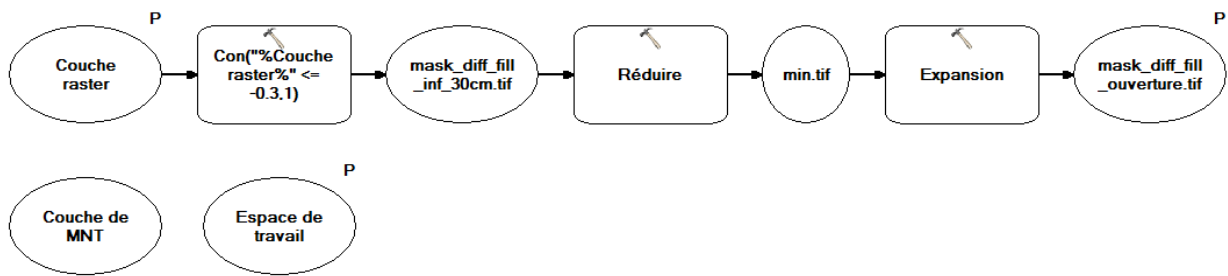 P
P
Couche
raster
Con("%Couche
raster%" <=
-0.3,1)
mask_diff_fill
_inf_30cm.tif
Réduire
min.tif
Expansion
mask_diff_fill
_ouverture.tif
P
Couche de
MNT
Espace de
travail